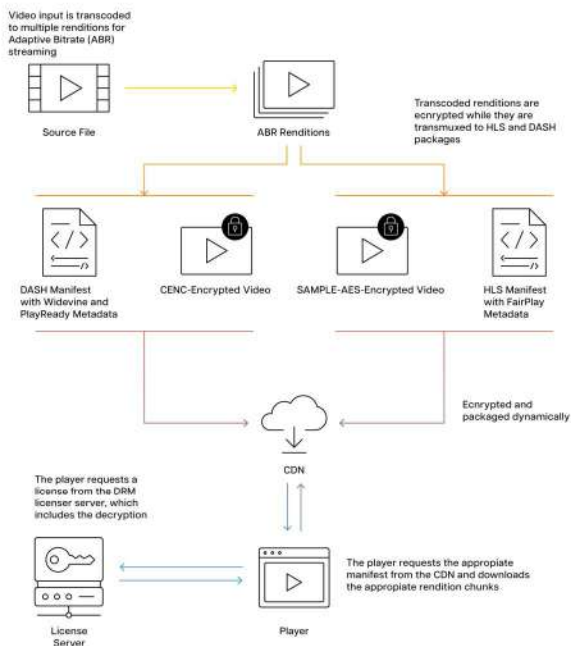 Video input is transcoded
to multiple renditions for
Adaptive Bitrate (ABR)
streaming
Source File
ABR Renditions
Transcoded renditions are
ecnrypted while they are
transmuxed to HLS and DASH
packages
DASH Manifest
with Widevine and
PlayReady Metadata
CENC-Encrypted Video
SAMPLE-AES-Encrypted Video
HLS Manifest
with FairPlay
Metadata
Ecnrypted and
packaged dynamically
CDN
The player requests a
license from the DRM
licenser server, which
includes the decryption
The player requests the appropiate
manifest from the CDN and downloads
the appropiate rendition chunks
License
Server
Player